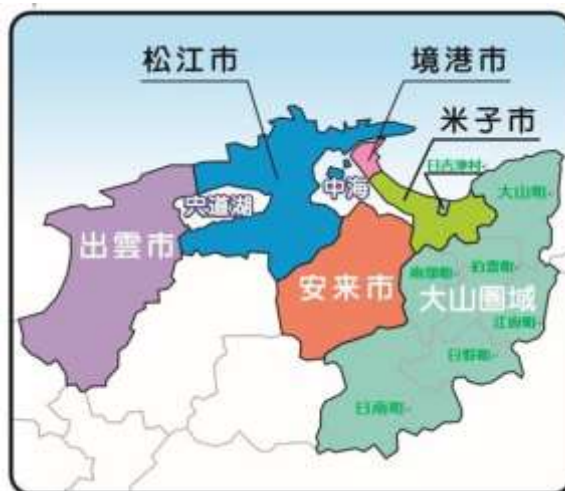 松江市
境港市
米子市
日吉津村
大山町
中海
宍道湖
出雲市
南部町
伯耆町
安来市
大山圏域
江府町
日野町
日南町